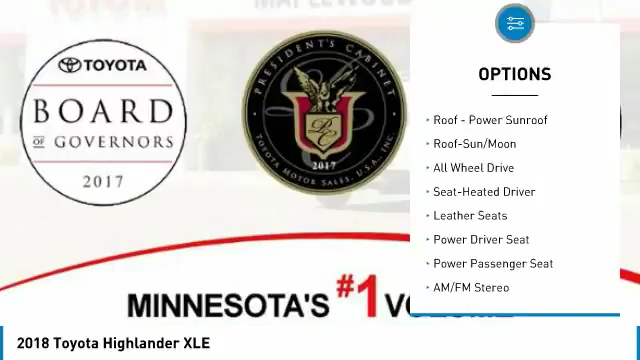 TOYOTA
BOARD
OF GOVERNORS
2017
PRESIDENT'S CABINET
PC
2017
TOYOTA MOTOR SALES, U.S.A., INC.
MINNESOTA'S #1
OPTIONS
Roof - Power Sunroof
Roof-Sun/Moon
All Wheel Drive
Seat-Heated Driver
Leather Seats
Power Driver Seat
Power Passenger Seat
AM/FM Stereo
2018 Toyota Highlander XLE